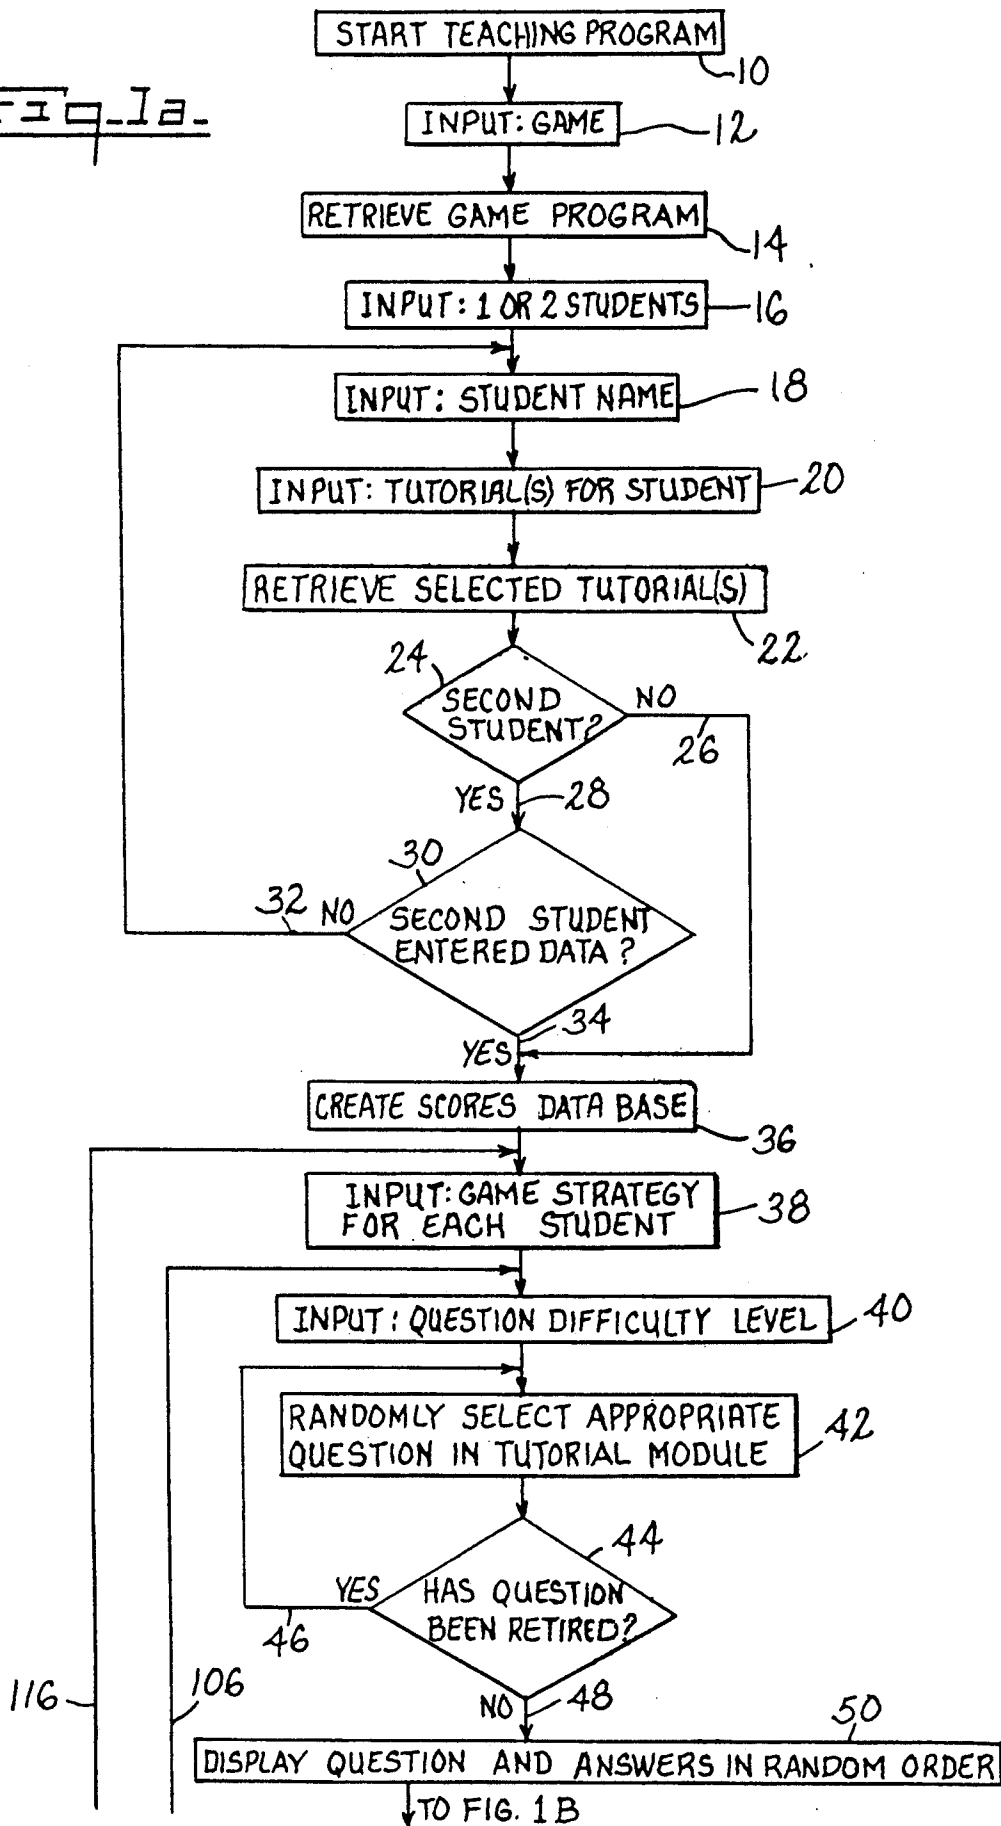 START TEACHING PROGRAM
10
Fig_1a_
INPUT: GAME
12
RETRIEVE GAME PROGRAM
14
INPUT: 1 OR 2 STUDENTS
16
INPUT: STUDENT NAME
18
INPUT: TUTORIAL(S) FOR STUDENT
20
RETRIEVE SELECTED TUTORIAL(S)
22
24
SECOND
STUDENT?
NO
26
YES
28
30
32
NO
SECOND STUDENT
ENTERED DATA?
34
YES
CREATE SCORES DATA BASE
36
INPUT: GAME STRATEGY
FOR EACH STUDENT
38
INPUT: QUESTION DIFFICULTY LEVEL
40
RANDOMLY SELECT APPROPRIATE
QUESTION IN TUTORIAL MODULE
42
44
YES
HAS QUESTION
BEEN RETIRED?
46
116
106
NO
48
50
DISPLAY QUESTION AND ANSWERS IN RANDOM ORDER
TO FIG. 1B